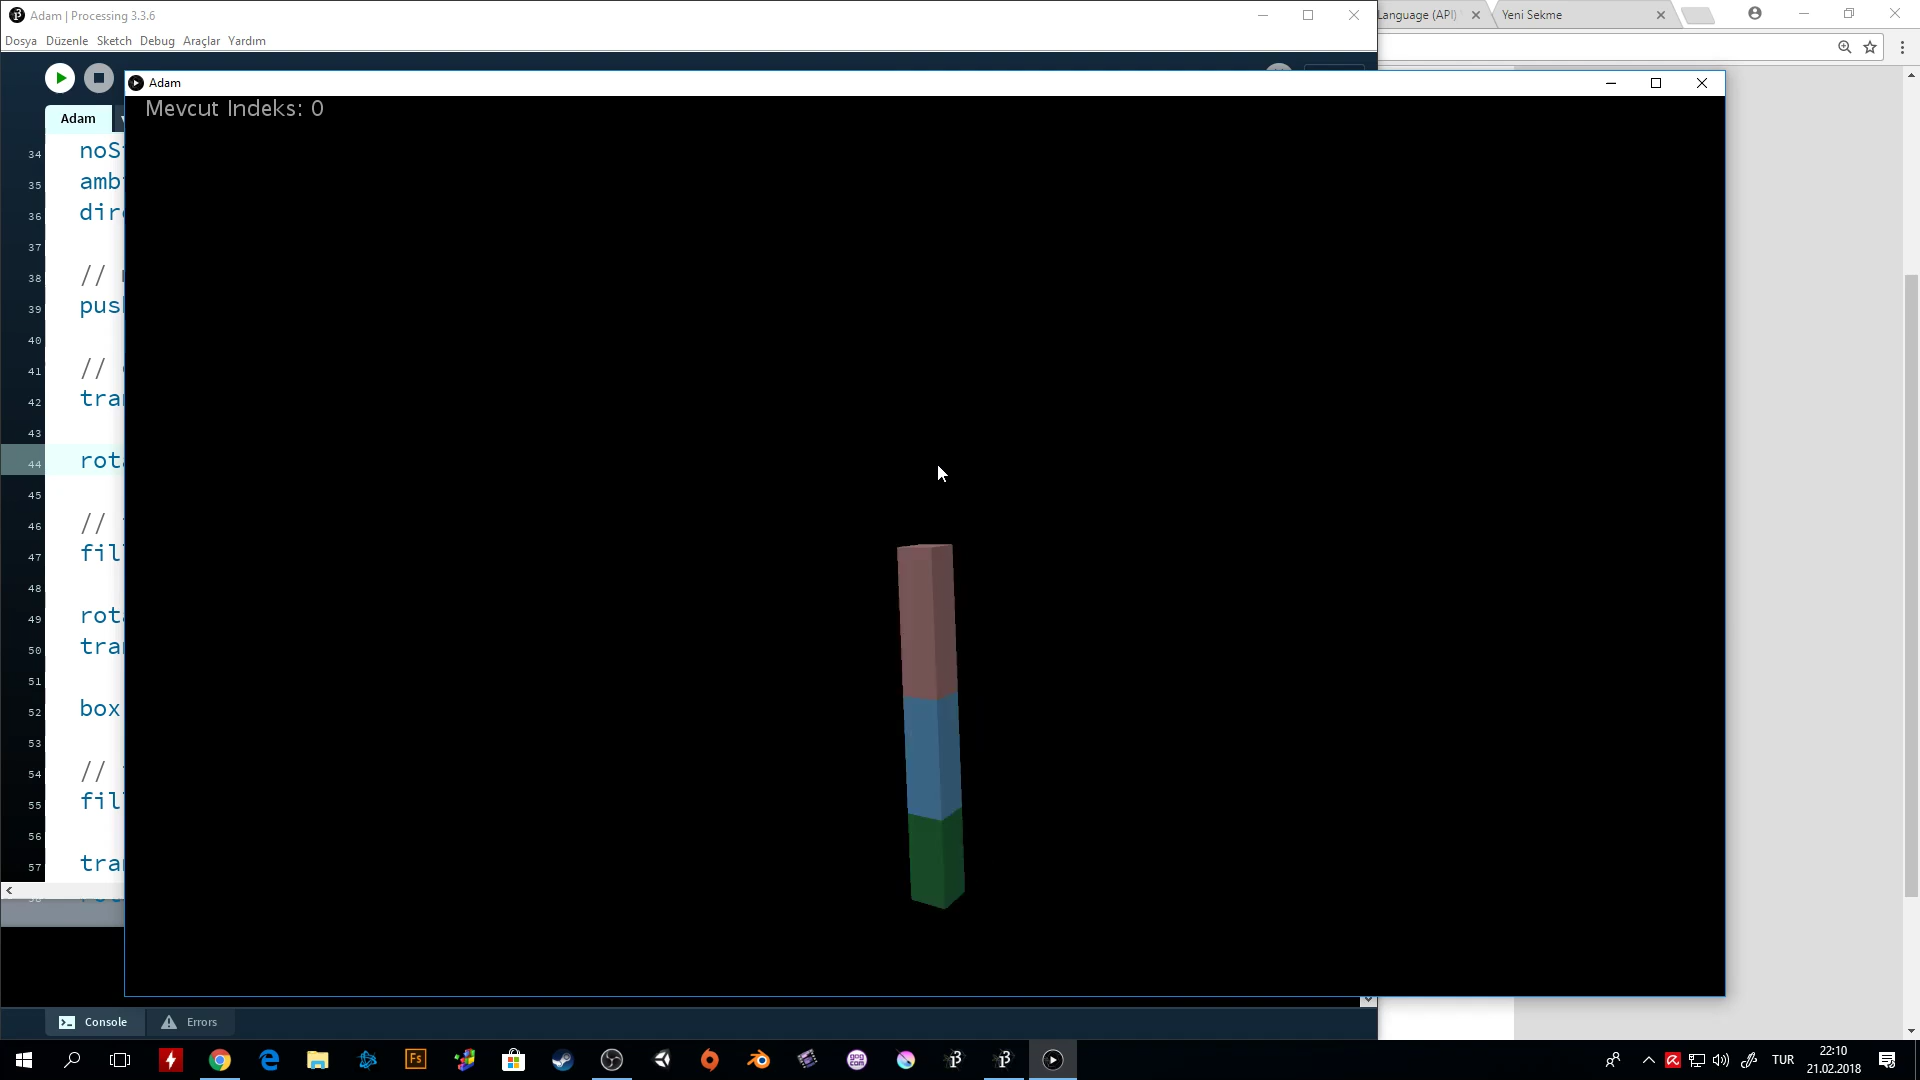 Adam | Processing 3.3.6
Language (API)
Yeni Sekme
Dosya Düzenle Sketch Debug Araçlar Yardım
Adam
Mevcut Indeks: 0
Adam
34 noS
35 amb
36 dir
37
38 //
39 pus
40
41 //
42 tra
43
44 rot
45
46 //
47 fil
48
49 rot
50 tra
51
52 box
53
54 //
55 fil
56
57 tra
Console
Errors
TUR
22:10
21.02.2018